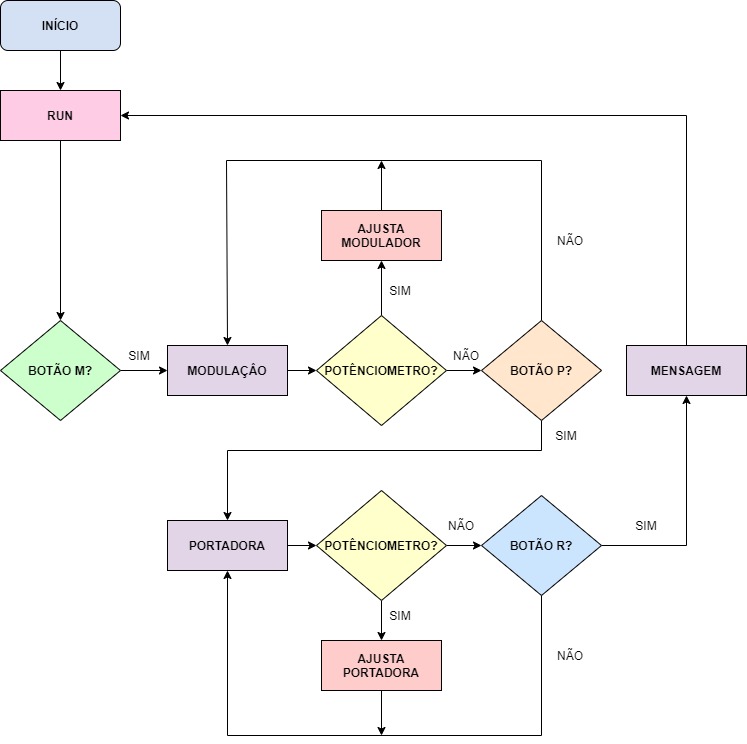 INÍCIO
RUN
AJUSTA
MODULADOR
NÃO
SIM
BOTÃO M?
SIM
MODULAÇÂO
POTÊNCIOMETRO?
NÃO
BOTÃO P?
MENSAGEM
SIM
PORTADORA
POTÊNCIOMETRO?
NÃO
BOTÃO R?
SIM
SIM
AJUSTA
PORTADORA
NÃO